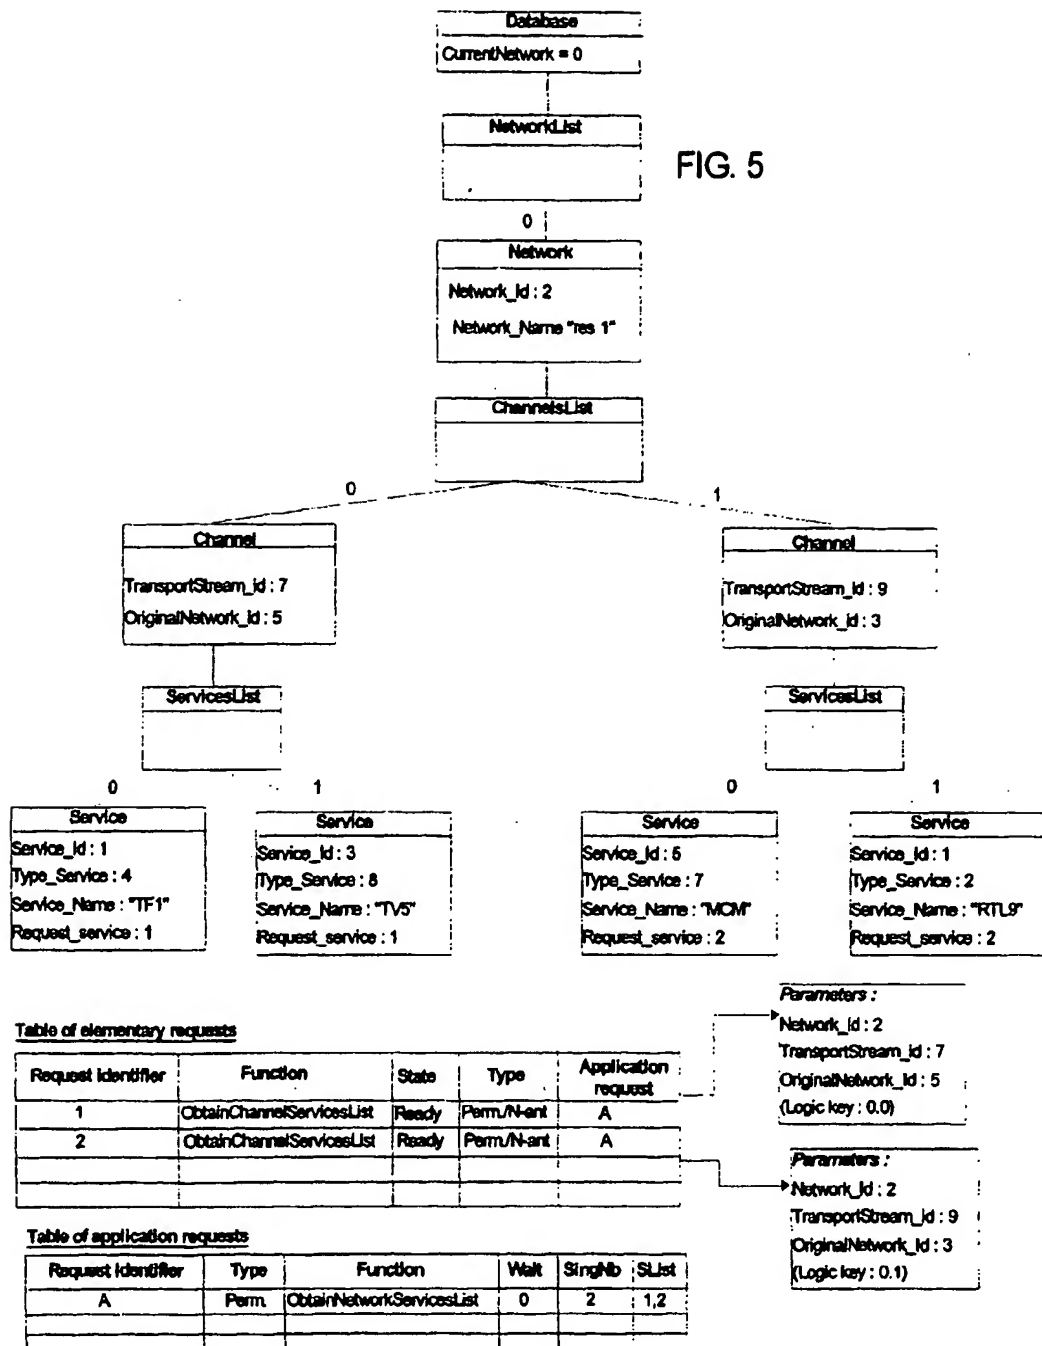 Database
CurrentNetwork = 0
NetworkList
FIG. 5
0
Network
Network_Id : 2
Network_Name "res 1"
ChannelsList
0
1
Channel
TransportStream_id : 7
OriginalNetwork_id : 5
Channel
TransportStream_id : 9
OriginalNetwork_id : 3
ServicesList
ServicesList
0
1
0
1
Service
Service_id : 1
Type_Service : 4
Service_Name : "TF1"
Request_service : 1
Service
Service_id : 3
Type_Service : 8
Service_Name : "TV5"
Request_service : 1
Service
Service_id : 5
Type_Service : 7
Service_Name : "MCM"
Request_service : 2
Service
Service_id : 1
Type_Service : 2
Service_Name : "RTL9"
Request_service : 2
Table of elementary requests
Request Identifier Function State Type Application request
1 ObtainChannelServicesList Ready Perm./N-ant A
2 ObtainChannelServicesList Ready Perm./N-ant A
Parameters :
Network_id : 2
TransportStream_id : 7
OriginalNetwork_id : 5
(Logic key : 0.0)
Parameters :
Network_id : 2
TransportStream_id : 9
OriginalNetwork_id : 3
(Logic key : 0.1)
Table of application requests
Request Identifier Type Function Wait SingNb SList
A Perm. ObtainNetworkServicesList 0 2 1,2